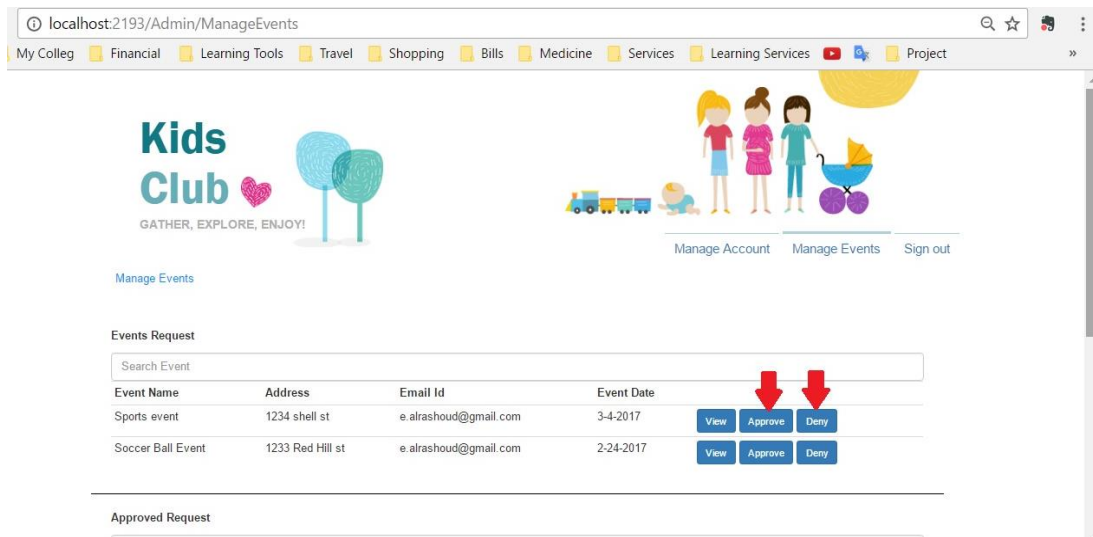 localhost:2193/Admin/ManageEvents
My Colleg Financial Learning Tools Travel Shopping Bills Medicine Services Learning Services Project »
Kids
Club
GATHER, EXPLORE, ENJOY!
Manage Account Manage Events Sign out
Manage Events
Events Request
Search Event
Event Name Address Email Id Event Date
Sports event 1234 shell st e.alrashoud@gmail.com 3-4-2017 View Approve Deny
Soccer Ball Event 1233 Red Hill st e.alrashoud@gmail.com 2-24-2017 View Approve Deny
Approved Request